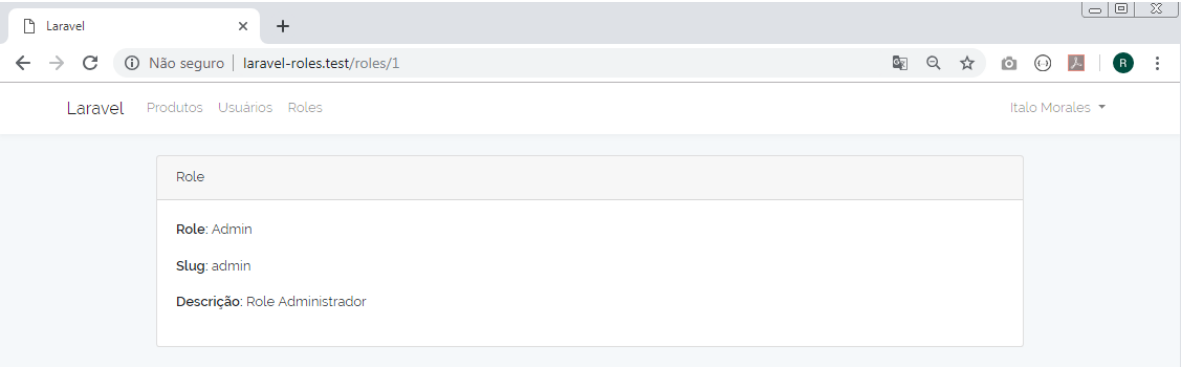 Laravel
Não seguro | laravel-roles.test/roles/1
R
Laravel Produtos Usuários Roles Italo Morales
Role
Role: Admin
Slug: admin
Descrição: Role Administrador